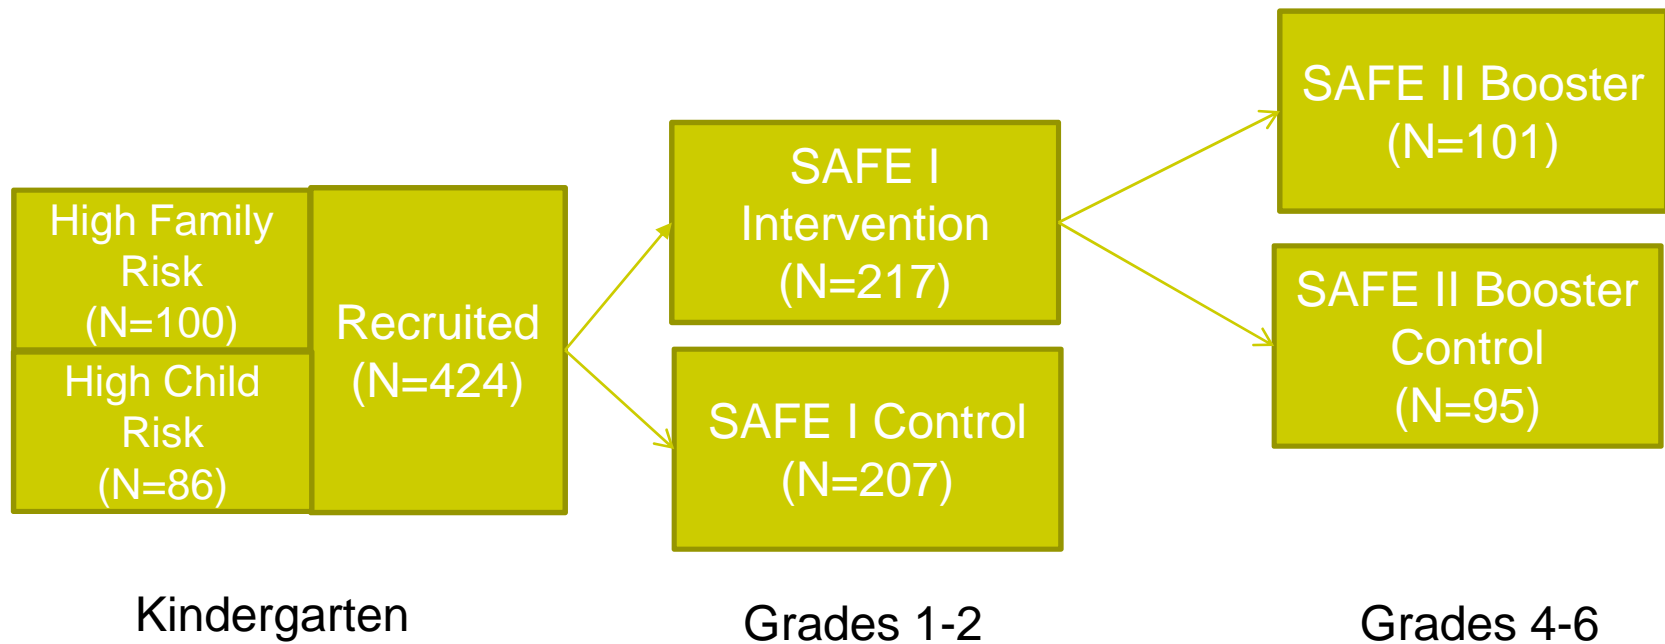 High Family
Risk
(N=100)
High Child
Risk
(N=86)
Recruited
(N=424)
SAFE I
Intervention
(N=217)
SAFE I Control
(N=207)
SAFE II Booster
(N=101)
SAFE II Booster
Control
(N=95)
Kindergarten
Grades 1-2
Grades 4-6